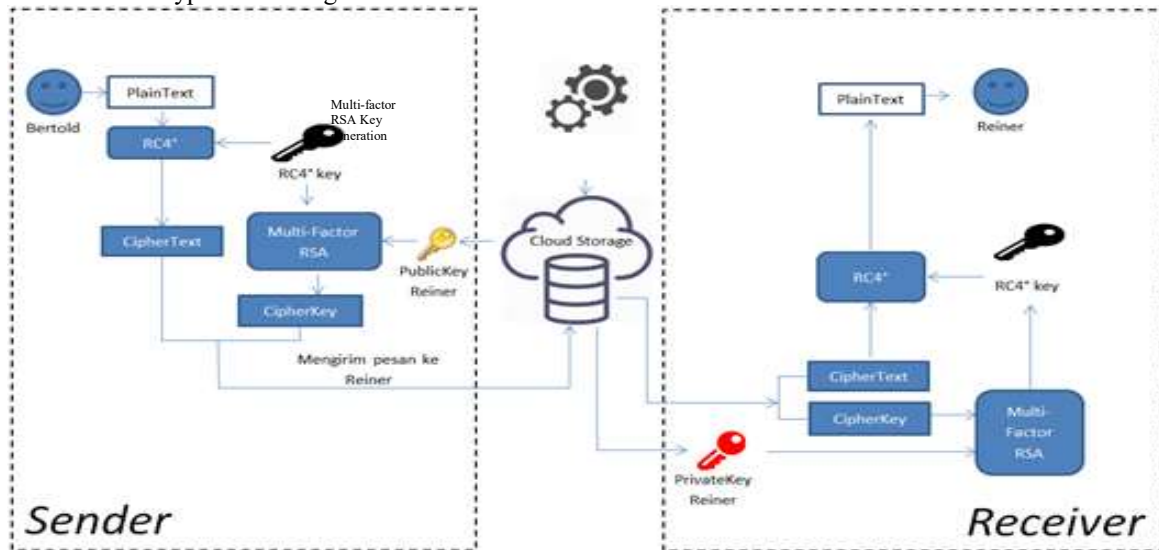 Bertold
PlainText
RC4⁺
CipherText
Multi-factor
RSA Key
RC4⁺ key
Multi-Factor
RSA
CipherKey
PublicKey
Reiner
Mengirim pesan ke
Reiner
Sender
Cloud Storage
PlainText
Reiner
RC4⁺
RC4⁺ key
CipherText
CipherKey
Multi-
Factor
RSA
PrivateKey
Reiner
Receiver